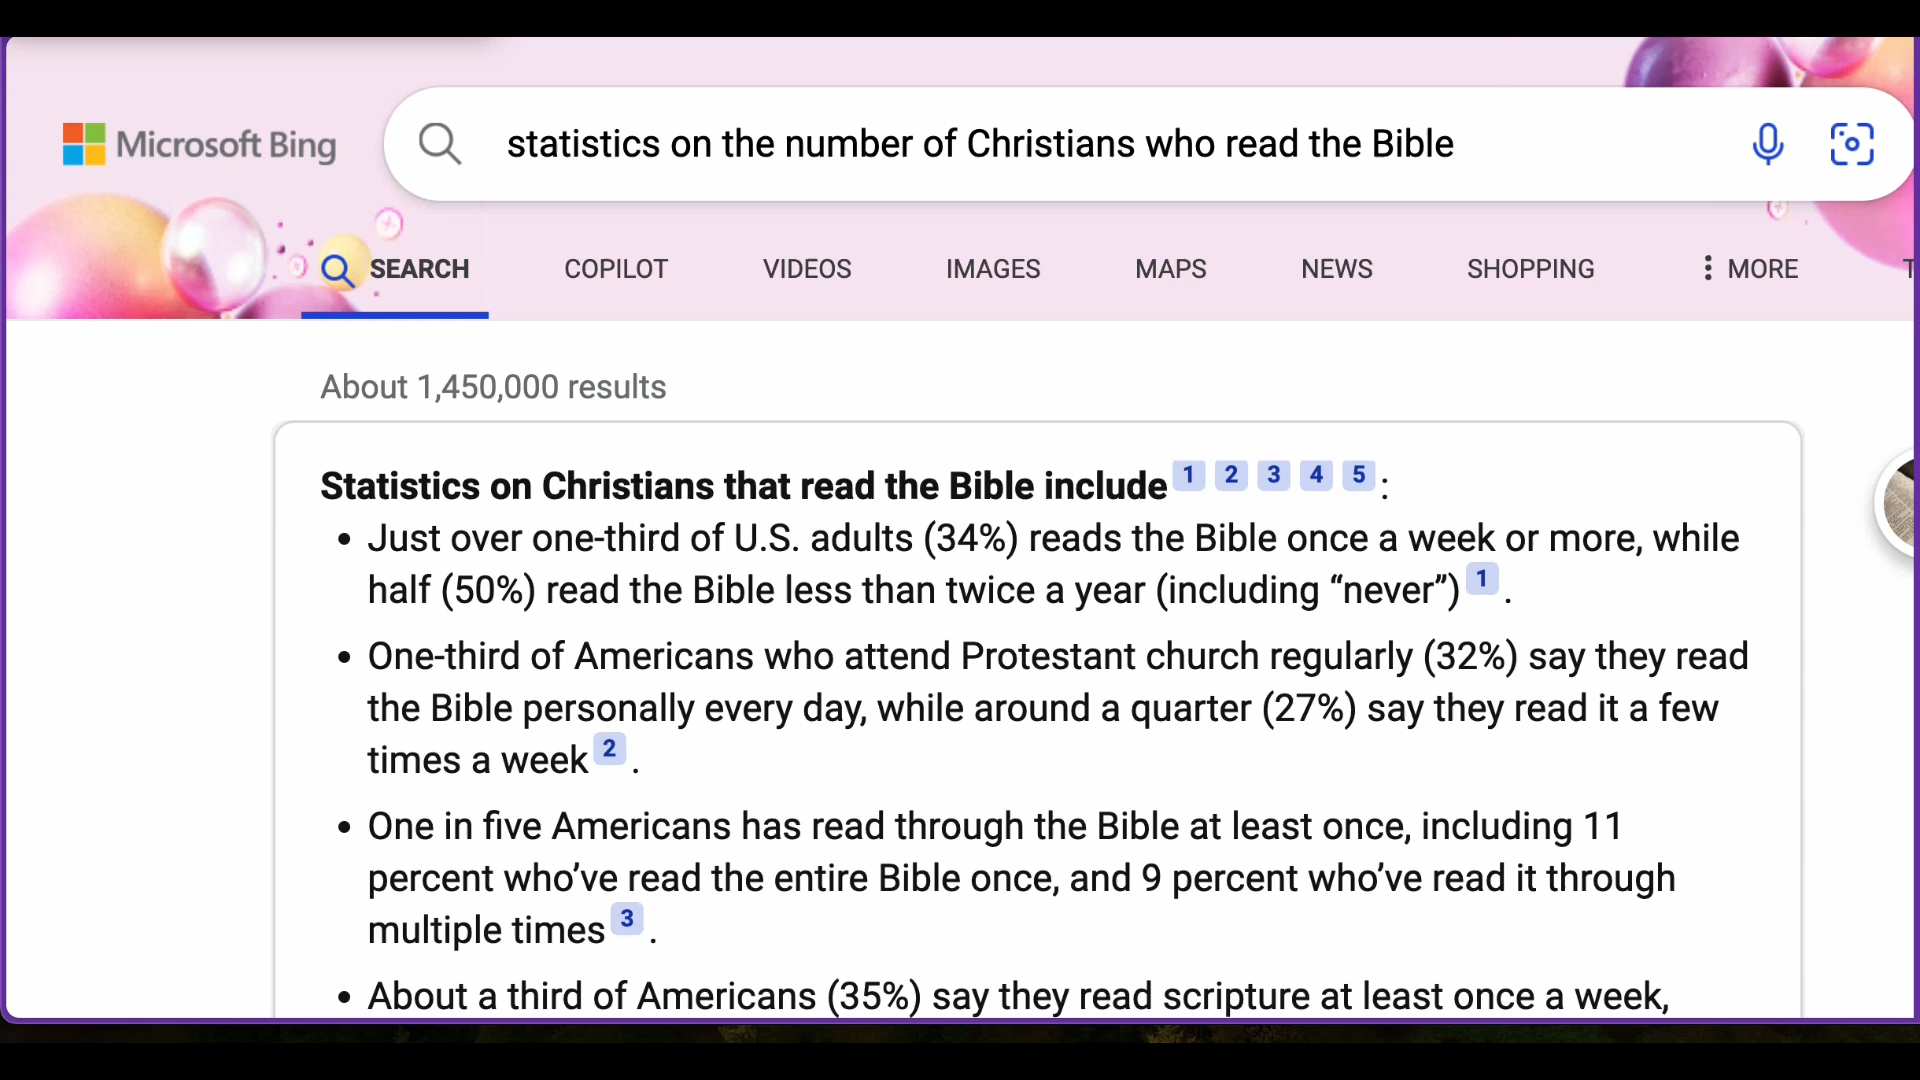 Microsoft Bing
statistics on the number of Christians who read the Bible
SEARCH COPILOT VIDEOS IMAGES MAPS NEWS SHOPPING MORE
About 1,450,000 results
Statistics on Christians that read the Bible include 1 2 3 4 5 :
• Just over one-third of U.S. adults (34%) reads the Bible once a week or more, while
half (50%) read the Bible less than twice a year (including “never”) 1 .
• One-third of Americans who attend Protestant church regularly (32%) say they read
the Bible personally every day, while around a quarter (27%) say they read it a few
times a week 2 .
• One in five Americans has read through the Bible at least once, including 11
percent who’ve read the entire Bible once, and 9 percent who’ve read it through
multiple times 3 .
• About a third of Americans (35%) say they read scripture at least once a week,